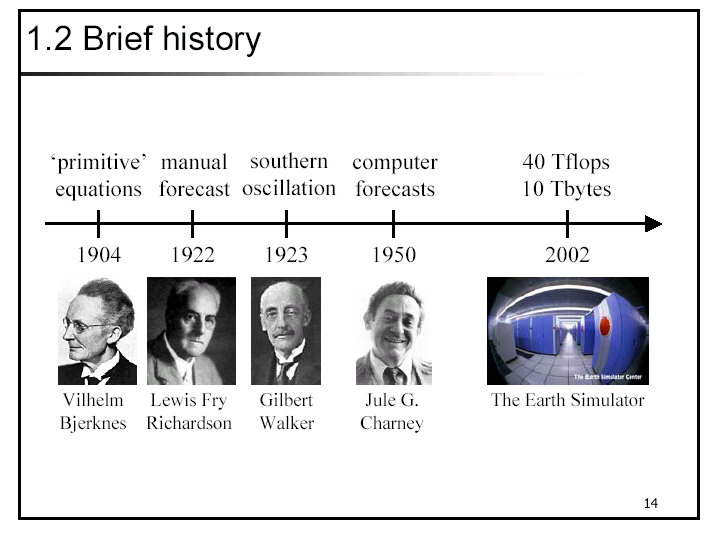 1.2 Brief history
‘primitive’ manual southern computer 40 Tflops
equations forecast oscillation forecasts 10 Tbytes
1904 1922 1923 1950 2002
The Earth Simulator Center
Vilhelm Lewis Fry Gilbert Jule G. The Earth Simulator
Bjerknes Richardson Walker Charney
14